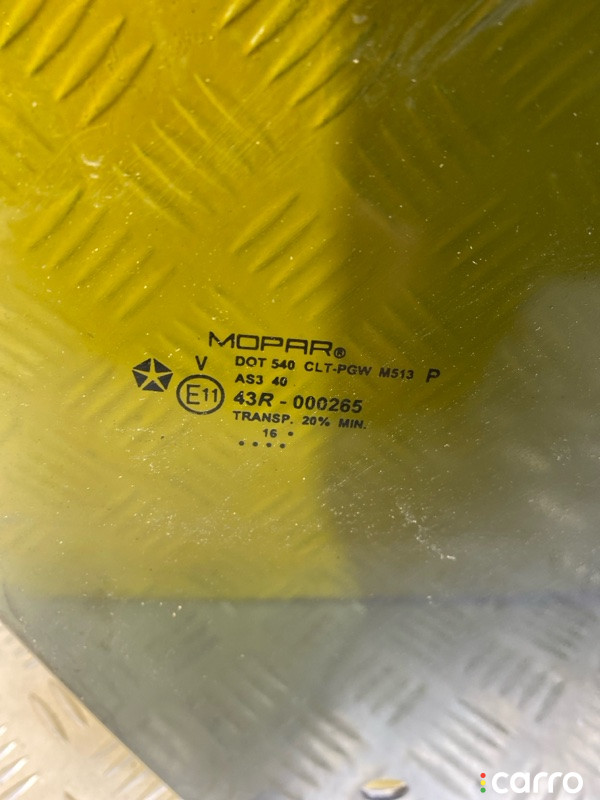 MOPAR®
V DOT 540 CLT-PGW M513 P
AS3 40
E11 43R - 000265
TRANSP. 20% MIN.
16
carro